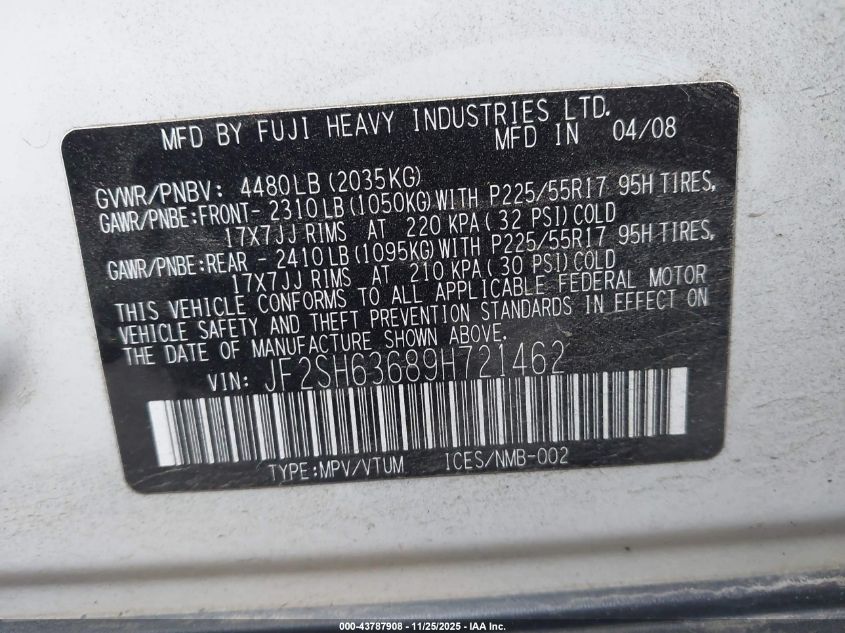 MFD BY FUJI HEAVY INDUSTRIES LTD.
MFD IN 04/08
GVWR/PNBV: 4480LB (2035KG)
GAWR/PNBE:FRONT- 2310LB(1050KG)WITH P225/55R17 95H TIRES,
17X7JJ RIMS AT 220 KPA( 32 PSI)COLD
GAWR/PNBE:REAR - 2410LB(1095KG)WITH P225/55R17 95H TIRES,
17X7JJ RIMS AT 210 KPA( 30 PSI)COLD
THIS VEHICLE CONFORMS TO ALL APPLICABLE FEDERAL MOTOR
VEHICLE SAFETY AND THEFT PREVENTION STANDARDS IN EFFECT ON
THE DATE OF MANUFACTURE SHOWN ABOVE.
VIN: JF2SH63689H721462
TYPE:MPV/VTUM ICES/NMB-002
000-43787908 - 11/25/2025 - IAA Inc.